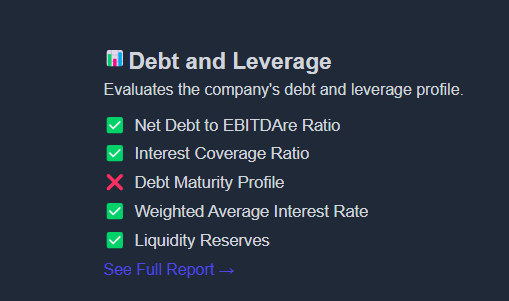 Debt and Leverage
Evaluates the company's debt and leverage profile.
Net Debt to EBITDAre Ratio
Interest Coverage Ratio
Debt Maturity Profile
Weighted Average Interest Rate
Liquidity Reserves
See Full Report →